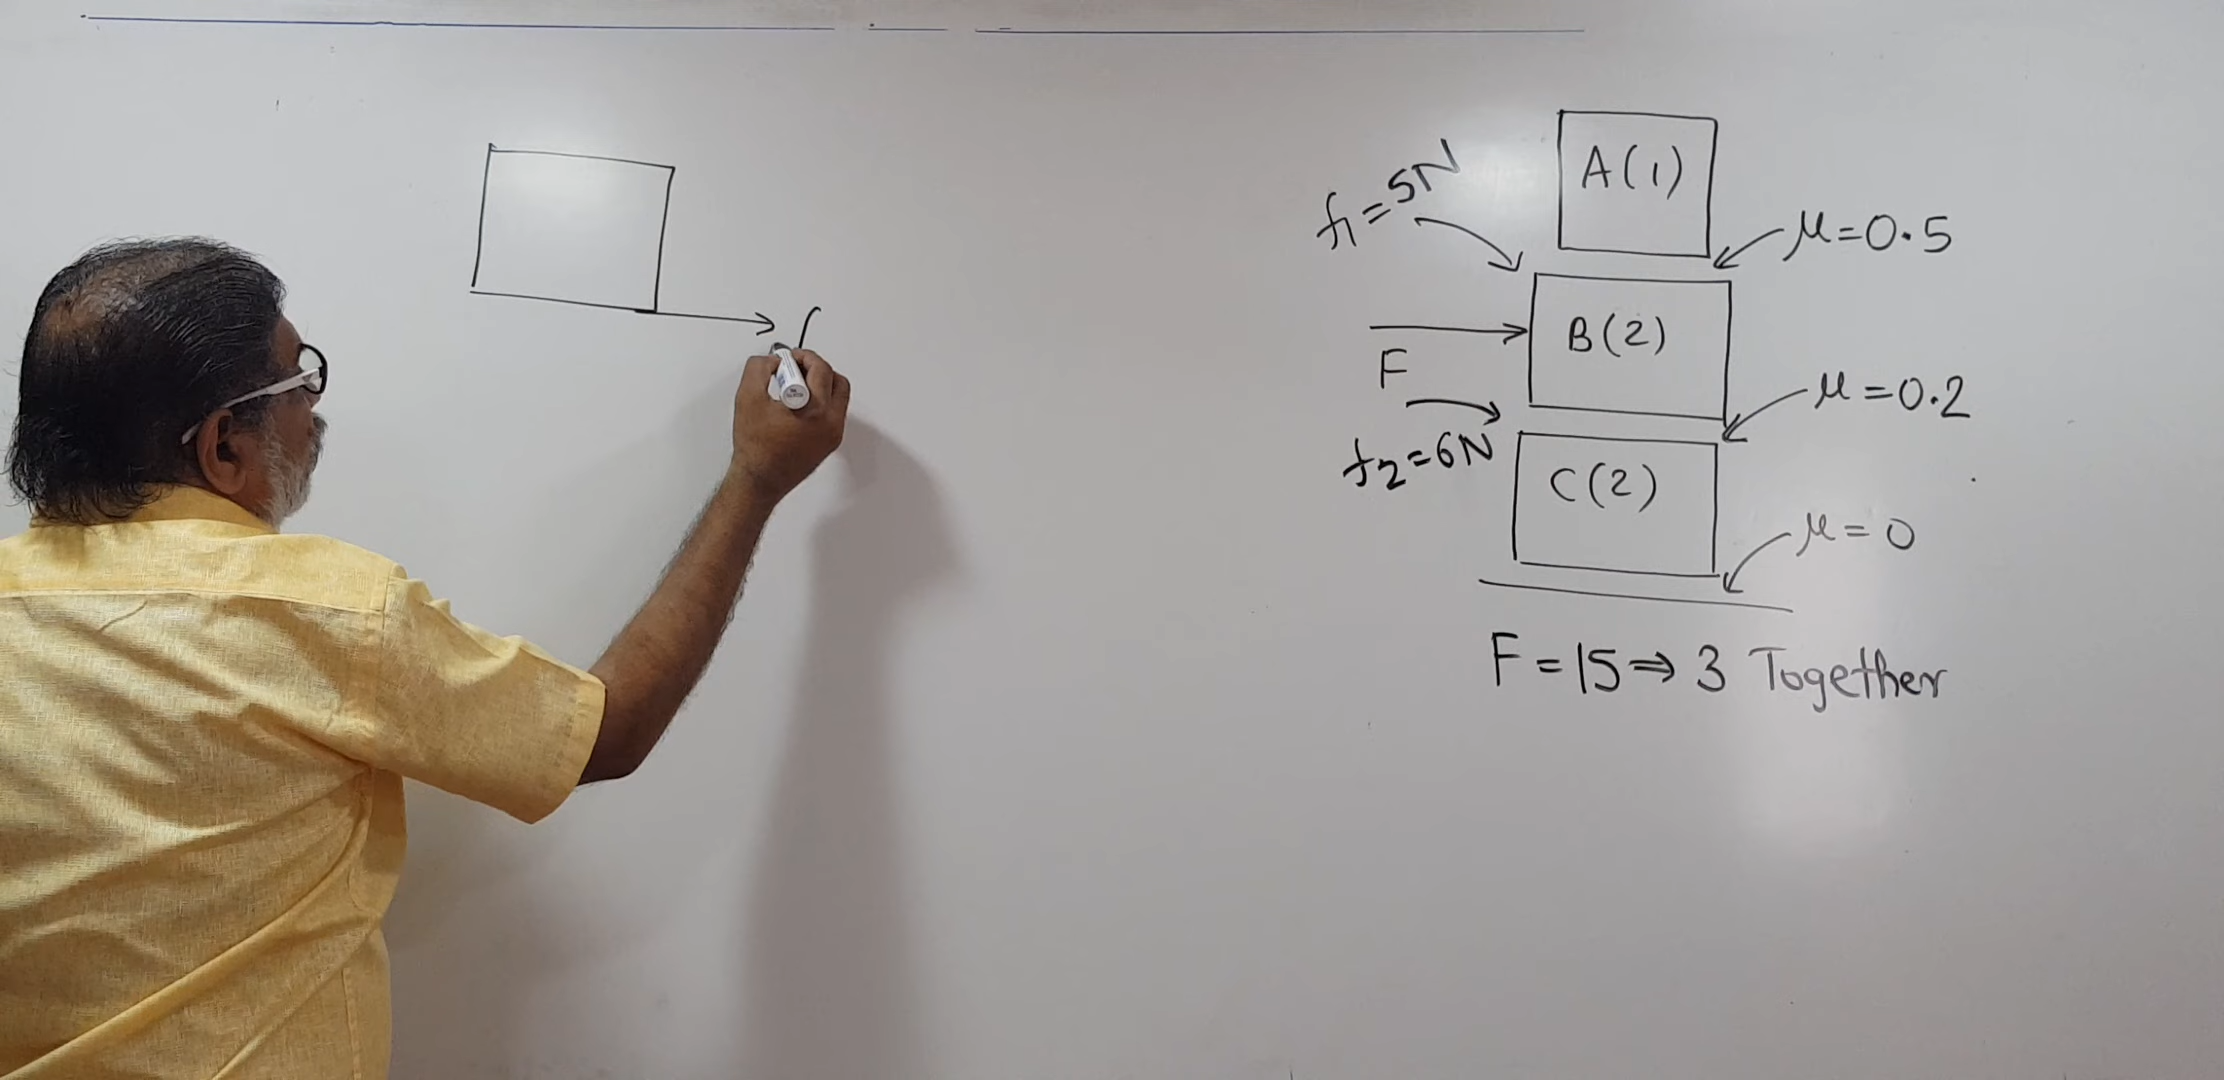 f
A(1)
f1=5N
μ=0.5
B(2)
F
μ=0.2
f2=6N
C(2)
μ=0
F=15⇒3 Together